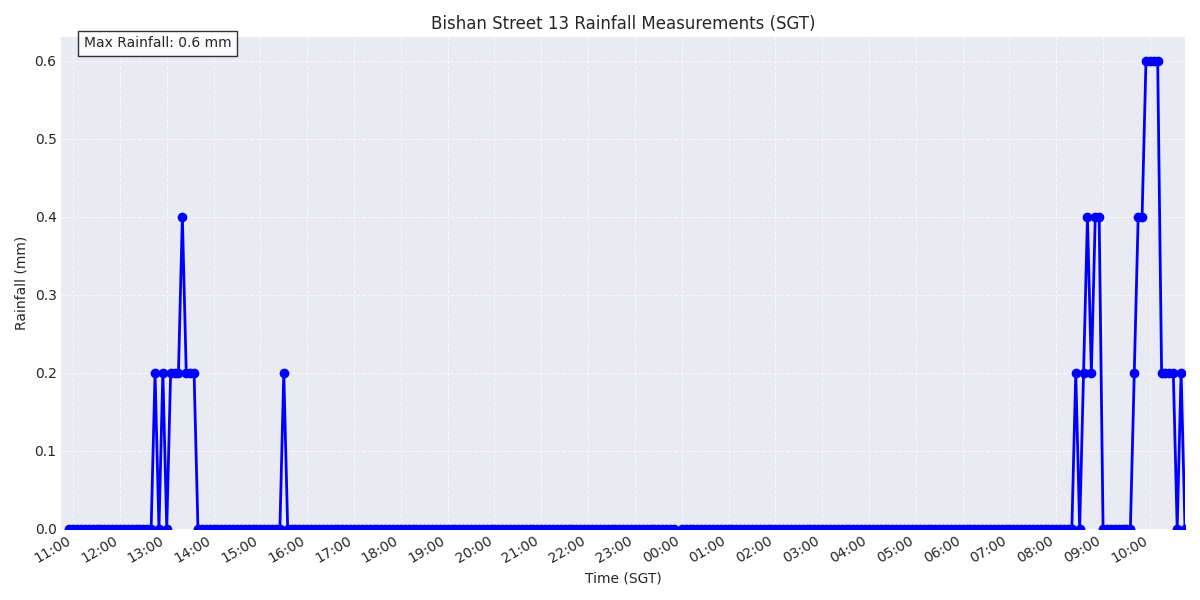 Bishan Street 13 Rainfall Measurements (SGT)
Max Rainfall: 0.6 mm
Rainfall (mm)
0.6
0.5
0.4
0.3
0.2
0.1
0.0
11:00 12:00 13:00 14:00 15:00 16:00 17:00 18:00 19:00 20:00 21:00 22:00 23:00 00:00 01:00 02:00 03:00 04:00 05:00 06:00 07:00 08:00 09:00 10:00
Time (SGT)